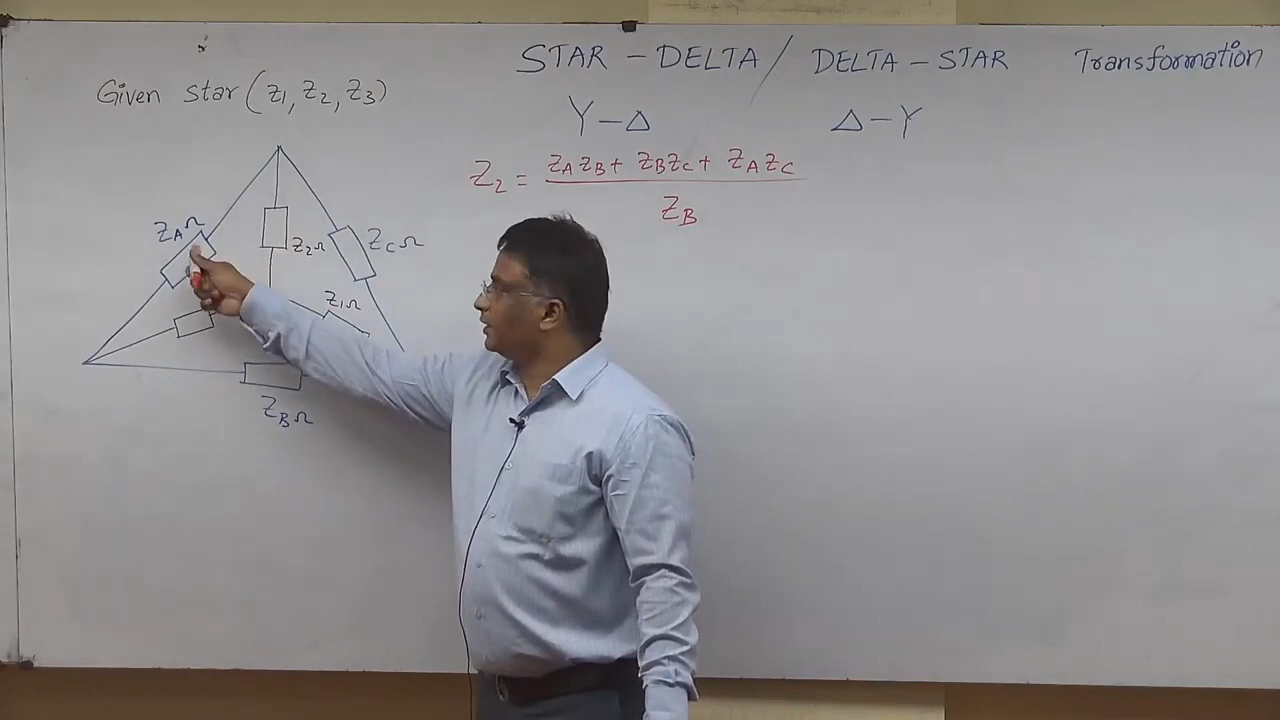 STAR - DELTA / DELTA - STAR Transformation
Given star (Z1, Z2, Z3)
Y - Δ Δ - Y
Z2 = ZAZB + ZBZC + ZAZC
ZB
ZAΩ
Z2Ω
ZCΩ
Z1Ω
ZBΩ